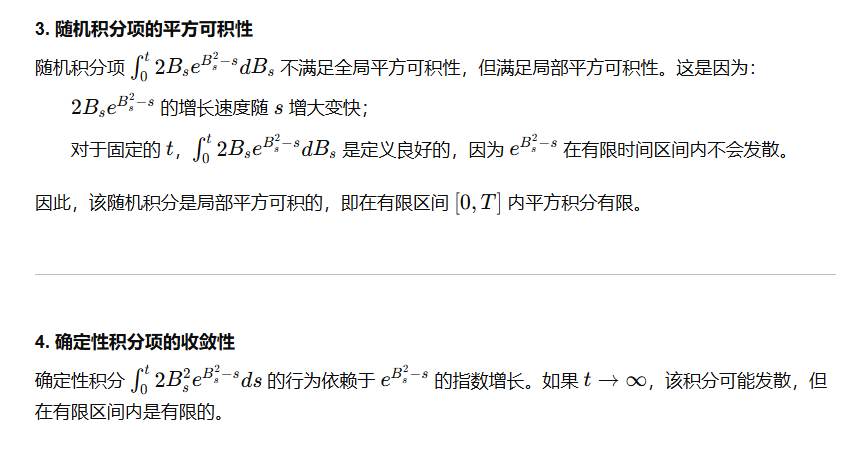 3. 随机积分项的平方可积性
随机积分项 $\int_0^t 2B_s e^{B_s^2-s} dB_s$ 不满足全局平方可积性，但满足局部平方可积性。这是因为：
$2B_s e^{B_s^2-s}$ 的增长速度随 $s$ 增大变快；
对于固定的 $t$，$\int_0^t 2B_s e^{B_s^2-s} dB_s$ 是定义良好的，因为 $e^{B_s^2-s}$ 在有限时间区间内不会发散。
因此，该随机积分是局部平方可积的，即在有限区间 $[0, T]$ 内平方积分有限。
4. 确定性积分项的收敛性
确定性积分 $\int_0^t 2B_s^2 e^{B_s^2-s} ds$ 的行为依赖于 $e^{B_s^2-s}$ 的指数增长。如果 $t \to \infty$，该积分可能发散，但
在有限区间内是有限的。